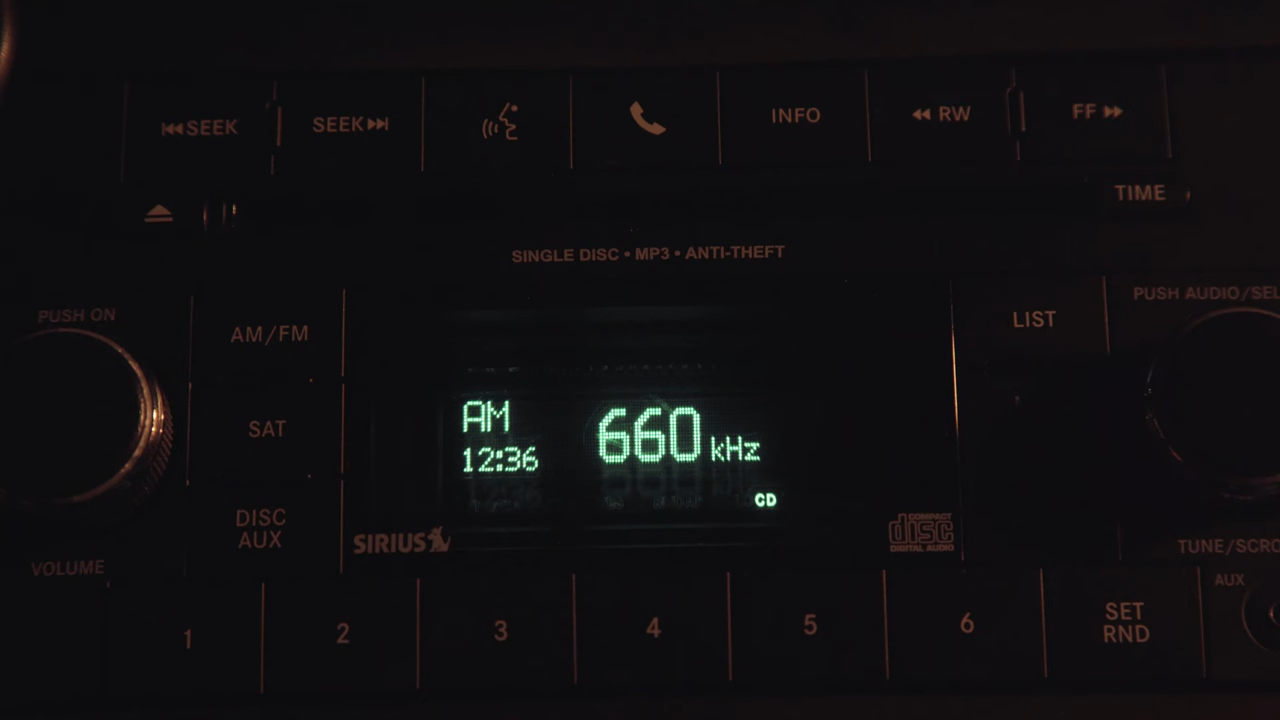 SEEK
SEEK
INFO
RW
FF
TIME
SINGLE DISC • MP3 • ANTI-THEFT
PUSH ON
AM/FM
LIST
PUSH AUDIO/SEL
SAT
AM
12:36
660 kHz
CD
DISC
AUX
SIRIUS
COMPACT
disc
DIGITAL AUDIO
VOLUME
TUNE/SCRO
AUX
1
2
3
4
5
6
SET
RND